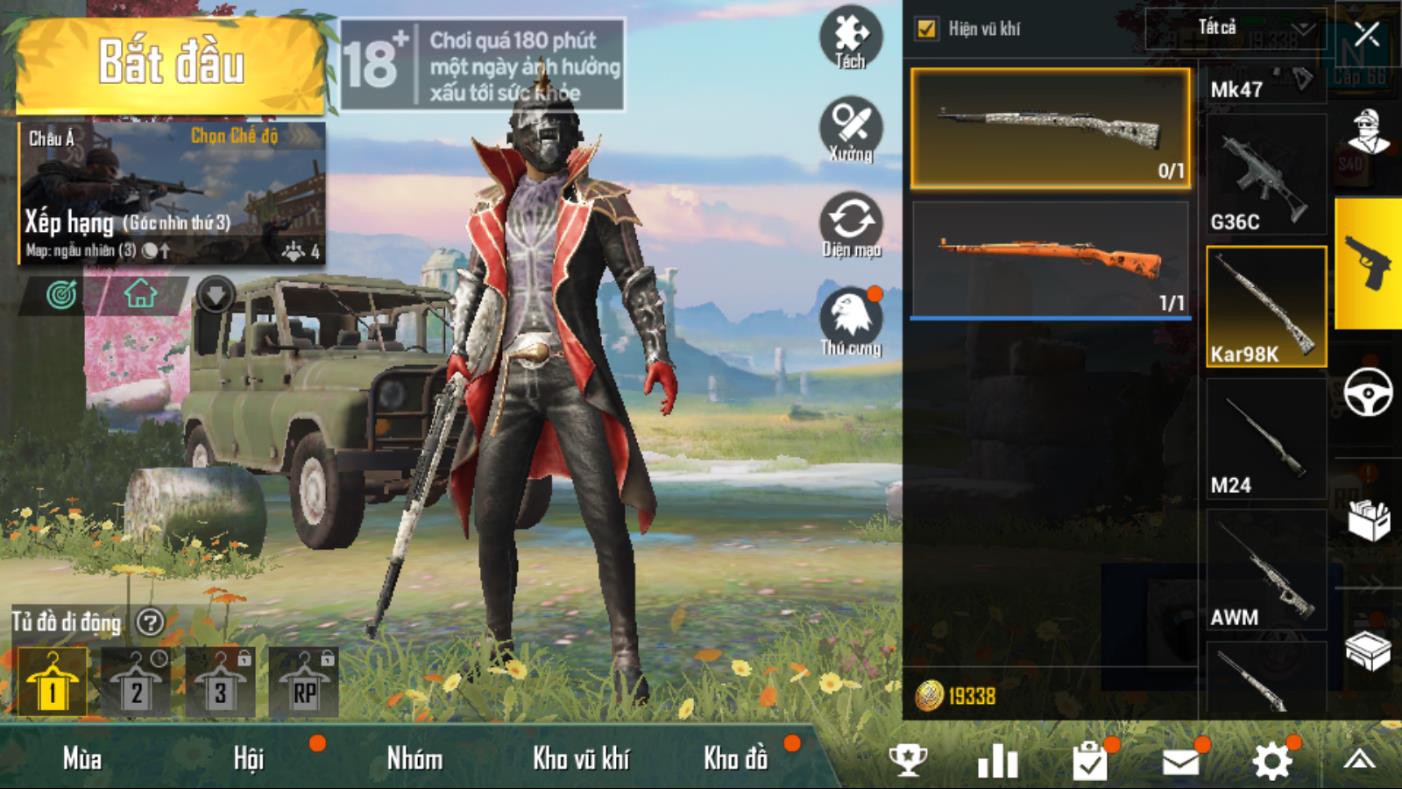 Bắt đầu
18+
Chơi quá 180 phút
một ngày ảnh hưởng
xấu tới sức khỏe
Châu Á
Chọn Chế độ
Xếp hạng (Góc nhìn thứ 3)
Map: ngẫu nhiên (3)
4
Tách
Xưởng
Diện mạo
Thú cưng
Hiện vũ khí
Tất cả
0/1
1/1
Mk47
G36C
Kar98K
M24
AWM
19338
Tủ đồ di động ?
1
2
3
RP
Mùa
Hội
Nhóm
Kho vũ khí
Kho đồ